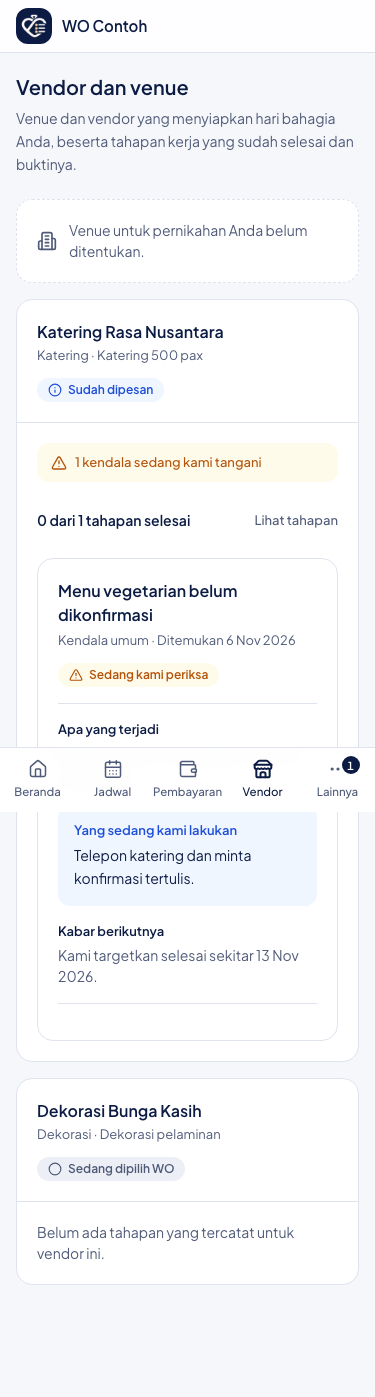 WO Contoh
Vendor dan venue
Venue dan vendor yang menyiapkan hari bahagia
Anda, beserta tahapan kerja yang sudah selesai dan
buktinya.
Venue untuk pernikahan Anda belum
ditentukan.
Katering Rasa Nusantara
Katering · Katering 500 pax
Sudah dipesan
1 kendala sedang kami tangani
0 dari 1 tahapan selesai
Lihat tahapan
Menu vegetarian belum
dikonfirmasi
Kendala umum · Ditemukan 6 Nov 2026
Sedang kami periksa
Apa yang terjadi
1
Beranda
Jadwal
Pembayaran
Vendor
Lainnya
Yang sedang kami lakukan
Telepon katering dan minta
konfirmasi tertulis.
Kabar berikutnya
Kami targetkan selesai sekitar 13 Nov
2026.
Dekorasi Bunga Kasih
Dekorasi · Dekorasi pelaminan
Sedang dipilih WO
Belum ada tahapan yang tercatat untuk
vendor ini.